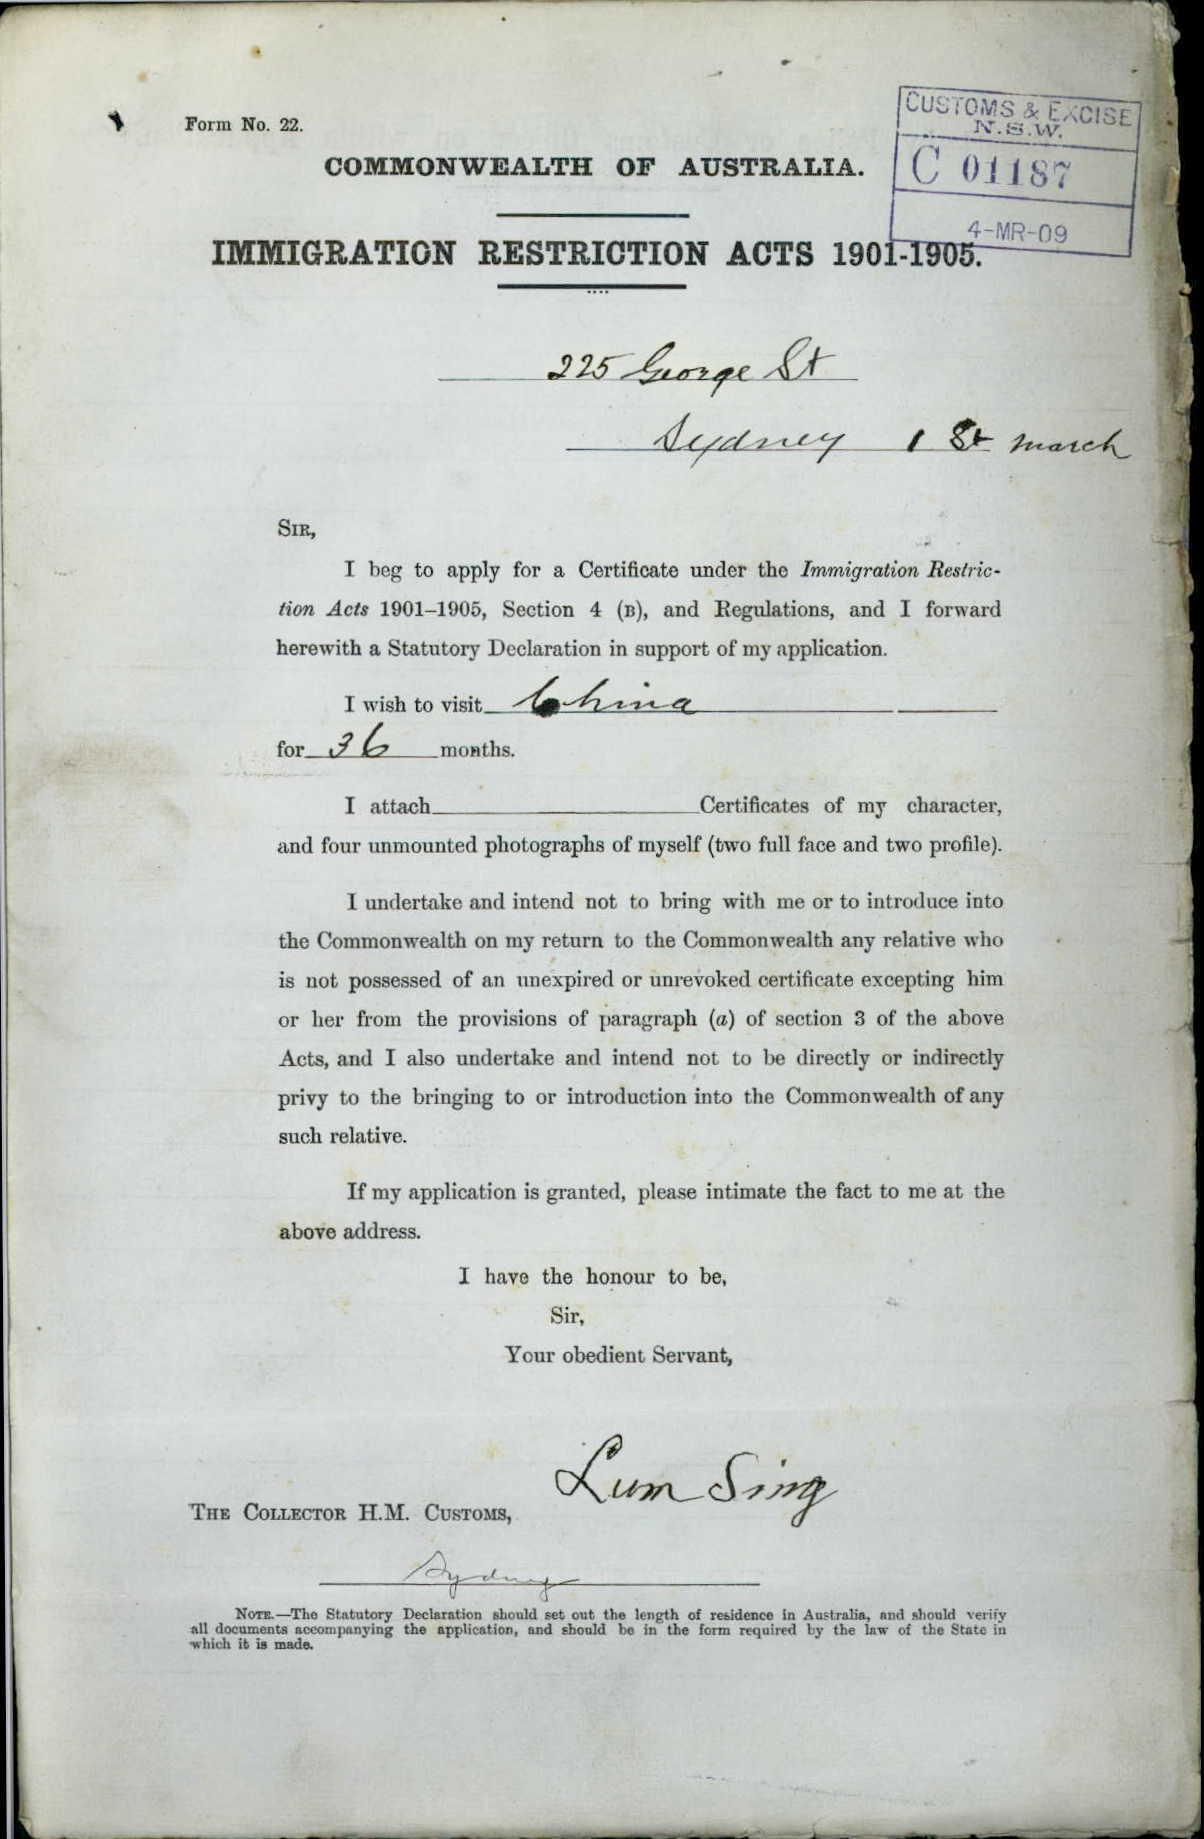 Form No. 22.
CUSTOMS & EXCISE
N.S.W.
C 01187
4-MR-09
COMMONWEALTH OF AUSTRALIA.
IMMIGRATION RESTRICTION ACTS 1901-1905.
225 George St
Sydney 1 St March
SIR,
I beg to apply for a Certificate under the Immigration Restric-
tion Acts 1901–1905, Section 4 (B), and Regulations, and I forward
herewith a Statutory Declaration in support of my application.
I wish to visit China
for 36 months.
I attach Certificates of my character,
and four unmounted photographs of myself (two full face and two profile).
I undertake and intend not to bring with me or to introduce into
the Commonwealth on my return to the Commonwealth any relative who
is not possessed of an unexpired or unrevoked certificate excepting him
or her from the provisions of paragraph (a) of section 3 of the above
Acts, and I also undertake and intend not to be directly or indirectly
privy to the bringing to or introduction into the Commonwealth of any
such relative.
If my application is granted, please intimate the fact to me at the
above address.
I have the honour to be,
Sir,
Your obedient Servant,
Lum Sing
THE COLLECTOR H.M. CUSTOMS,
Sydney
NOTE.—The Statutory Declaration should set out the length of residence in Australia, and should verify
all documents accompanying the application, and should be in the form required by the law of the State in
which it is made.